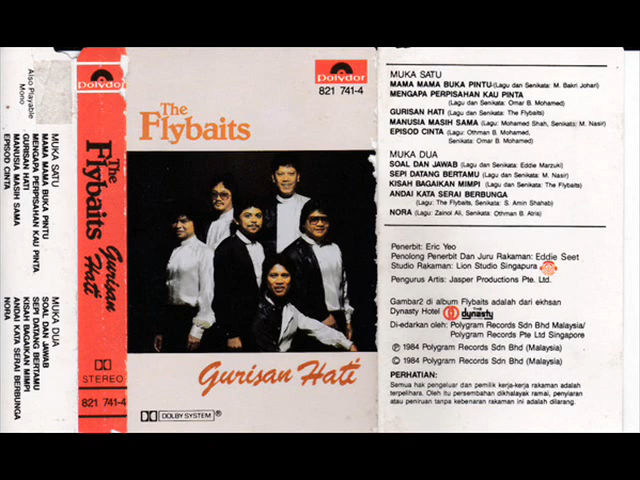 Also Playable
Mono
MUKA SATU
MAMA MAMA BUKA PINTU
MENGAPA PERPISAHAN KAU PINTA
GURISAN HATI
MANUSIA MASIH SAMA
EPISOD CINTA
MUKA DUA
SOAL DAN JAWAB
SEPI DATANG BERTAMU
KISAH BAGAIKAN MIMPI
ANDAI KATA SERAI BERBUNGA
NORA
Polydor
The Flybaits
Gurisan Hati
STEREO
821 741-4
The
Flybaits
Polydor
821 741-4
Gurisan Hati
DOLBY SYSTEM ®
MUKA SATU
MAMA MAMA BUKA PINTU (Lagu dan Senikata: M. Bakri Johari)
MENGAPA PERPISAHAN KAU PINTA
(Lagu dan Senikata: Omar B. Mohamed)
GURISAN HATI (Lagu dan Senikata: The Flybaits)
MANUSIA MASIH SAMA (Lagu: Mohamed Shah, Senikata: M. Nasir)
EPISOD CINTA (Lagu: Othman B. Mohamed,
Senikata: Omar B. Mohamed)
MUKA DUA
SOAL DAN JAWAB (Lagu dan Senikata: Eddie Marzuki)
SEPI DATANG BERTAMU (Lagu dan Senikata: M. Nasir)
KISAH BAGAIKAN MIMPI (Lagu dan Senikata: The Flybaits)
ANDAI KATA SERAI BERBUNGA
(Lagu: The Flybaits, Senikata: S. Amin Shahab)
NORA (Lagu: Zainol Ali, Senikata: Othman B. Atris)
Penerbit: Eric Yeo
Penolong Penerbit Dan Juru Rakaman: Eddie Seet
Studio Rakaman: Lion Studio Singapura
Pengurus Artis: Jasper Productions Pte. Ltd.
Gambar2 di album Flybaits adalah dari ekhsan
Dynasty Hotel THE dynasty
Di-edarkan oleh: Polygram Records Sdn Bhd Malaysia/
Polygram Records Pte Ltd Singapore
Ⓟ 1984 Polygram Records Sdn Bhd (Malaysia)
© 1984 Polygram Records Sdn Bhd (Malaysia)
PERHATIAN:
Semua hak pengeluar dan pemilik kerja-kerja rakaman adalah
terpelihara. Oleh itu persembahan dikhalayak ramai, penyiaran
atau peniruan tanpa kebenaran rakaman ini adalah dilarang.